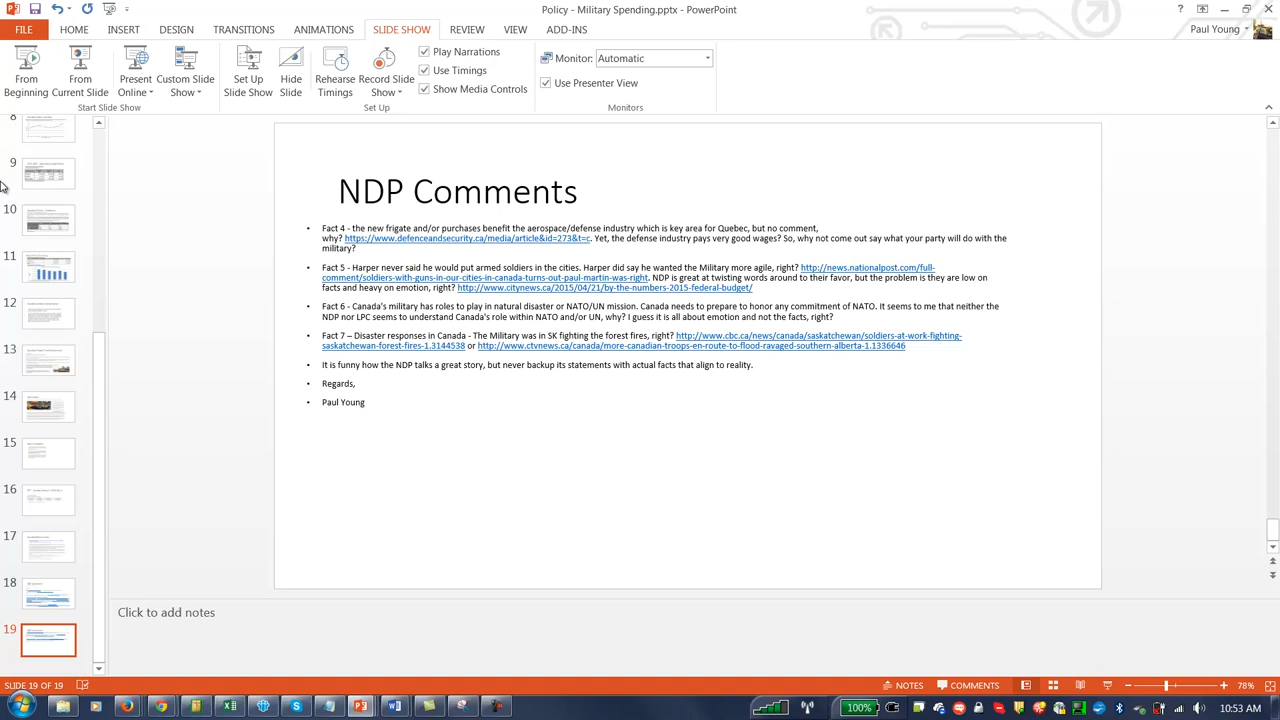 Policy - Military Spending.pptx - PowerPoint
?
FILE HOME INSERT DESIGN TRANSITIONS ANIMATIONS SLIDE SHOW REVIEW VIEW ADD-INS Paul Young
From Beginning
From Current Slide
Present Online
Custom Slide Show
Start Slide Show
Set Up Slide Show
Hide Slide
Rehearse Timings
Record Slide Show
Play Narrations
Use Timings
Show Media Controls
Set Up
Monitor: Automatic
Use Presenter View
Monitors
8
9
10
11
12
13
14
15
16
17
18
19
NDP Comments
• Fact 4 - the new frigate and/or purchases benefit the aerospace/defense industry which is key area for Quebec, but no comment,
why? https://www.defenceandsecurity.ca/media/article&id=273&t=c. Yet, the defense industry pays very good wages? So, why not come out say what your party will do with the
military?
• Fact 5 - Harper never said he would put armed soldiers in the cities. Harper did say he wanted the Military more agile, right? http://news.nationalpost.com/full-
comment/soldiers-with-guns-in-our-cities-in-canada-turns-out-paul-martin-was-right. NDP is great at twisting words around to their favor, but the problem is they are low on
facts and heavy on emotion, right? http://www.citynews.ca/2015/04/21/by-the-numbers-2015-federal-budget/
• Fact 6 - Canada's military has roles to play in natural disaster or NATO/UN mission. Canada needs to prepare to honor any commitment of NATO. It seems to me that neither the
NDP nor LPC seems to understand Canada's role within NATO and/or UN, why? I guess it is all about emotion and not the facts, right?
• Fact 7 – Disaster responses in Canada - The Military was in SK fighting the forest fires, right? http://www.cbc.ca/news/canada/saskatchewan/soldiers-at-work-fighting-
saskatchewan-forest-fires-1.3144538 or http://www.ctvnews.ca/canada/more-canadian-troops-en-route-to-flood-ravaged-southern-alberta-1.1336646
• It is funny how the NDP talks a great story, but never backup its statements with actual facts that align to reality.
• Regards,
• Paul Young
Click to add notes
SLIDE 19 OF 19 NOTES COMMENTS 78%
100% 10:53 AM